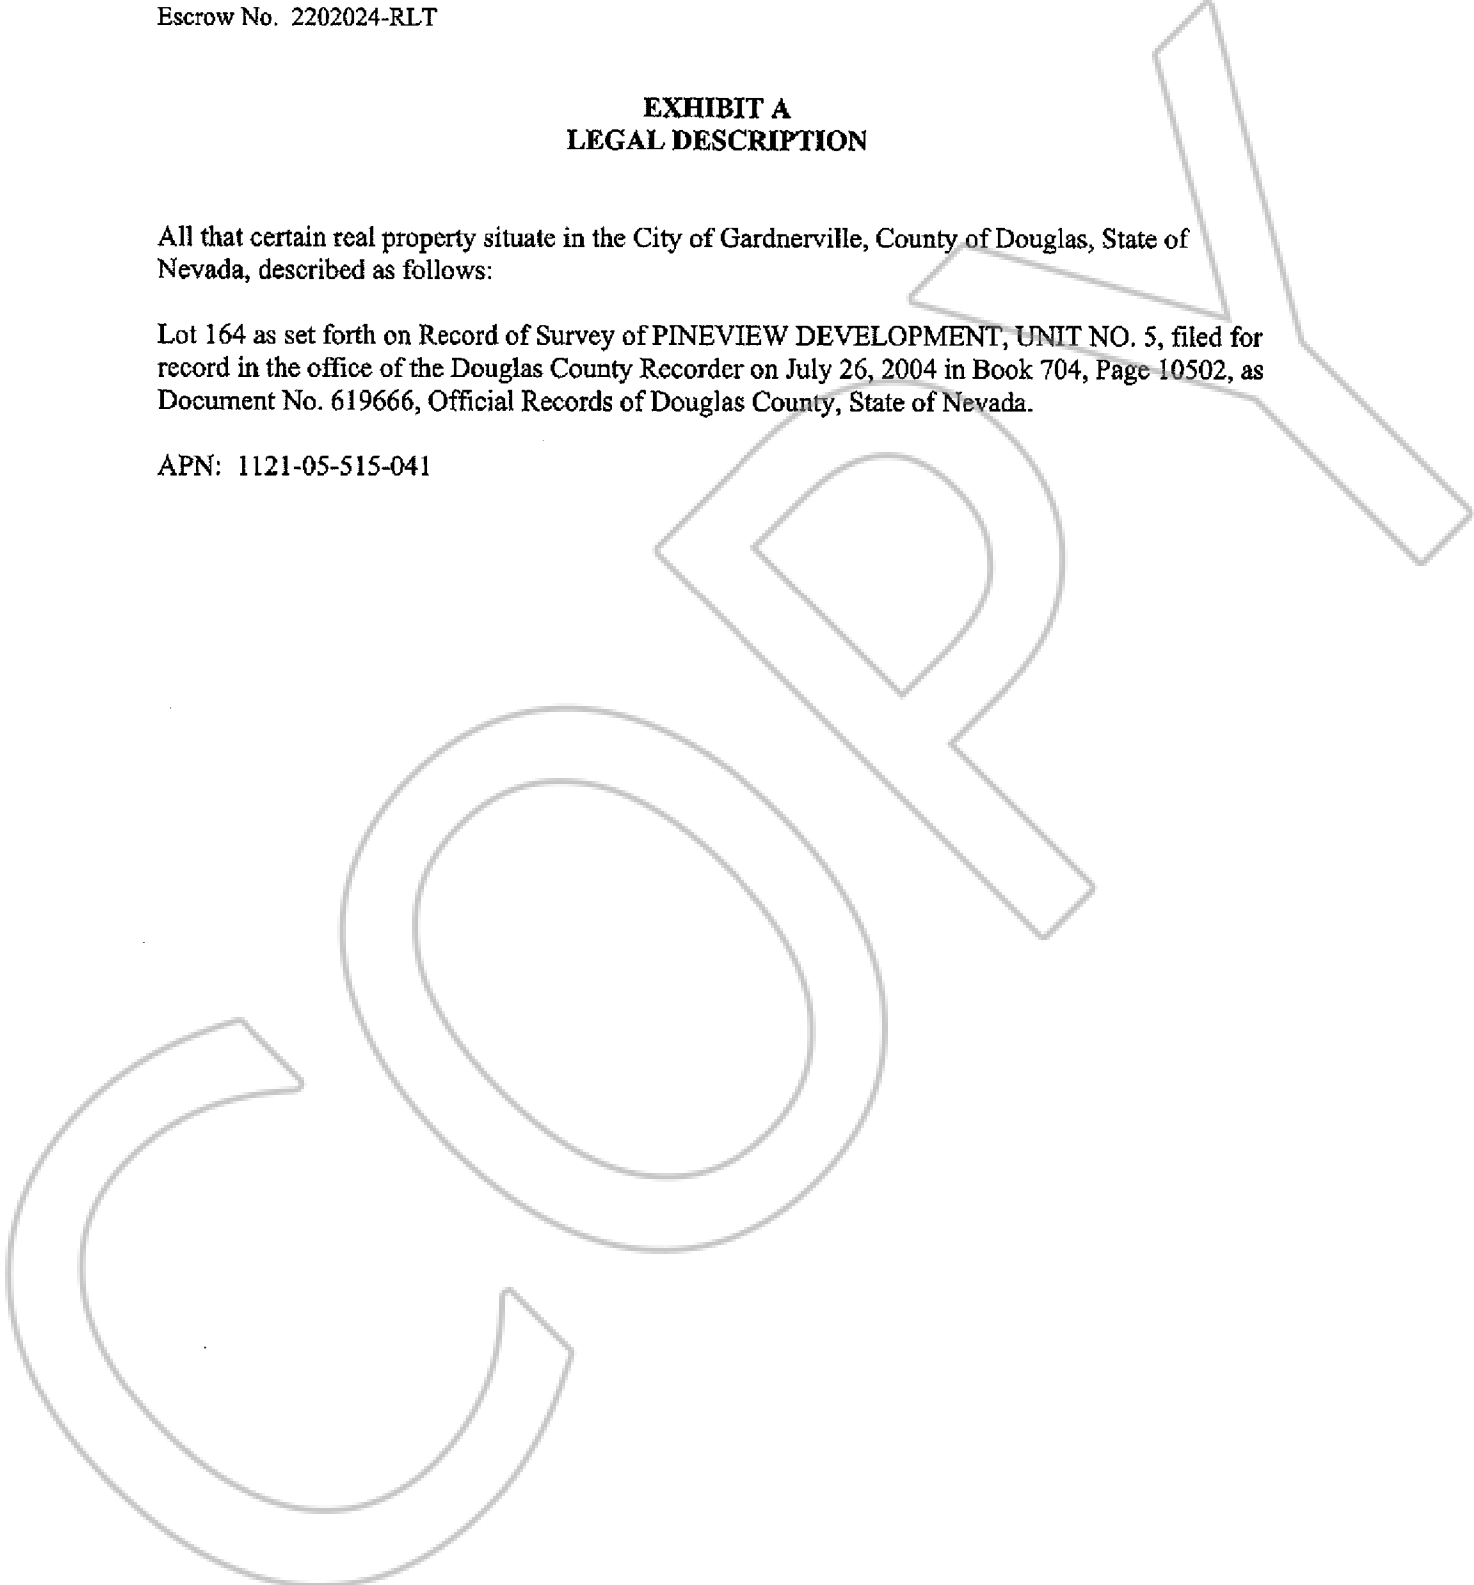 Escrow No. 2202024-RLT
EXHIBIT A
LEGAL DESCRIPTION
All that certain real property situate in the City of Gardnerville, County of Douglas, State of
Nevada, described as follows:
Lot 164 as set forth on Record of Survey of PINEVIEW DEVELOPMENT, UNIT NO. 5, filed for
record in the office of the Douglas County Recorder on July 26, 2004 in Book 704, Page 10502, as
Document No. 619666, Official Records of Douglas County, State of Nevada.
APN: 1121-05-515-041
COPY